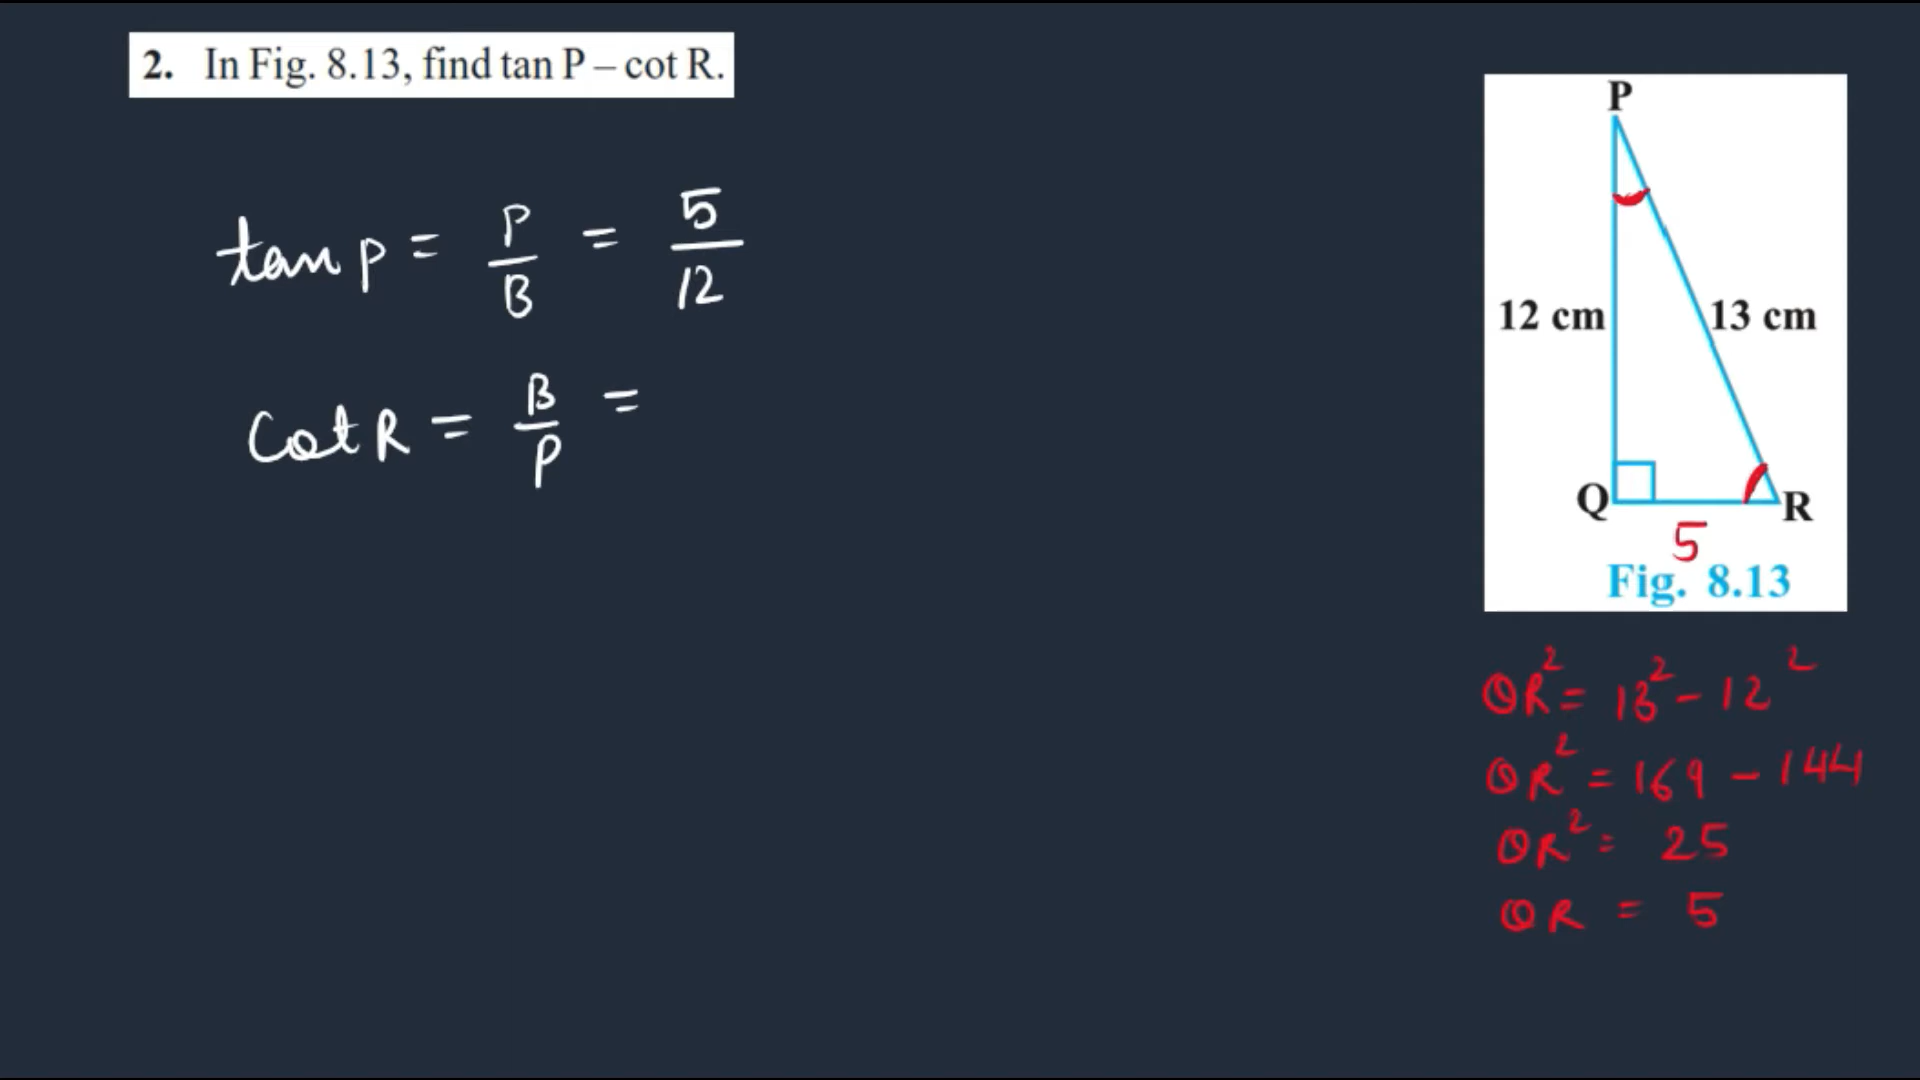 2. In Fig. 8.13, find tan P – cot R.
tan P = P/B = 5/12
Cot R = B/P =
P
12 cm
13 cm
Q
R
5
Fig. 8.13
QR² = 13² - 12²
QR² = 169 - 144
QR² = 25
QR = 5